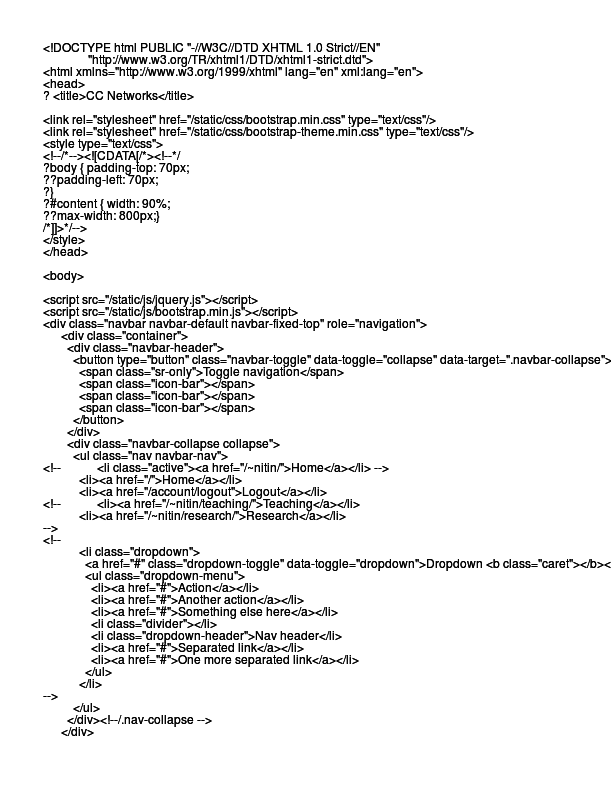 <!DOCTYPE html PUBLIC "-//W3C//DTD XHTML 1.0 Strict//EN"
"http://www.w3.org/TR/xhtml1/DTD/xhtml1-strict.dtd">
<html xmlns="http://www.w3.org/1999/xhtml" lang="en" xml:lang="en">
<head>
? <title>CC Networks</title>
<link rel="stylesheet" href="/static/css/bootstrap.min.css" type="text/css"/>
<link rel="stylesheet" href="/static/css/bootstrap-theme.min.css" type="text/css"/>
<style type="text/css">
<!--/*--><![CDATA[/*><!--*/
?body { padding-top: 70px;
??padding-left: 70px;
?}
?#content { width: 90%;
??max-width: 800px;}
/*]]>*/-->
</style>
</head>
<body>
<script src="/static/js/jquery.js"></script>
<script src="/static/js/bootstrap.min.js"></script>
<div class="navbar navbar-default navbar-fixed-top" role="navigation">
<div class="container">
<div class="navbar-header">
<button type="button" class="navbar-toggle" data-toggle="collapse" data-target=".navbar-collapse">
<span class="sr-only">Toggle navigation</span>
<span class="icon-bar"></span>
<span class="icon-bar"></span>
<span class="icon-bar"></span>
</button>
</div>
<div class="navbar-collapse collapse">
<ul class="nav navbar-nav">
<!-- <li class="active"><a href="/~nitin/">Home</a></li> -->
<li><a href="/">Home</a></li>
<li><a href="/account/logout">Logout</a></li>
<!-- <li><a href="/~nitin/teaching/">Teaching</a></li>
<li><a href="/~nitin/research/">Research</a></li>
-->
<!--
<li class="dropdown">
<a href="#" class="dropdown-toggle" data-toggle="dropdown">Dropdown <b class="caret"></b><
<ul class="dropdown-menu">
<li><a href="#">Action</a></li>
<li><a href="#">Another action</a></li>
<li><a href="#">Something else here</a></li>
<li class="divider"></li>
<li class="dropdown-header">Nav header</li>
<li><a href="#">Separated link</a></li>
<li><a href="#">One more separated link</a></li>
</ul>
</li>
-->
</ul>
</div><!--/.nav-collapse -->
</div>